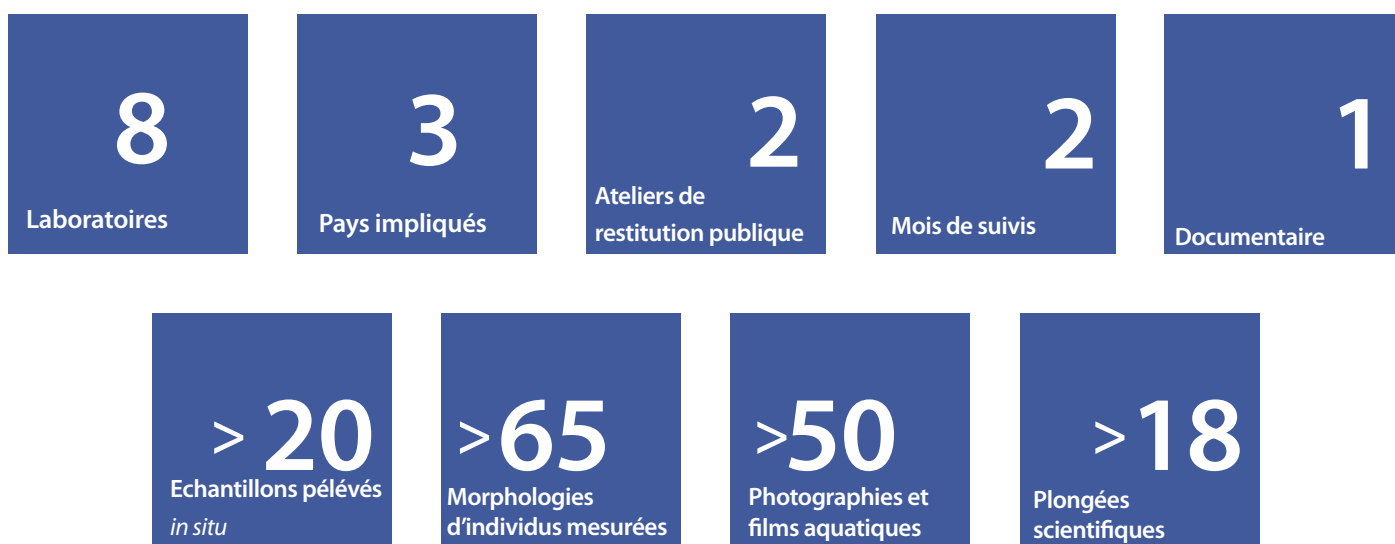 8
Laboratoires
3
Pays impliqués
2
Ateliers de
restitution publique
2
Mois de suivis
1
Documentaire
> 20
Echantillons pélévés
in situ
>65
Morphologies
d'individus mesurées
>50
Photographies et
films aquatiques
>18
Plongées
scientifiques